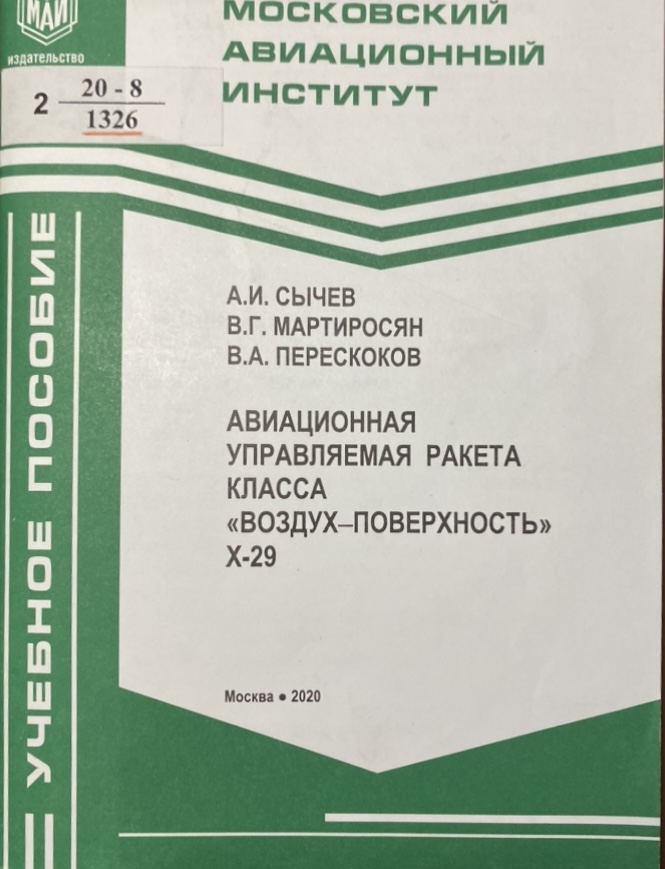 МАИ
издательство
МОСКОВСКИЙ
АВИАЦИОННЫЙ
ИНСТИТУТ
2 20 - 8
1326
УЧЕБНОЕ ПОСОБИЕ
А.И. СЫЧЕВ
В.Г. МАРТИРОСЯН
В.А. ПЕРЕСКОКОВ
АВИАЦИОННАЯ
УПРАВЛЯЕМАЯ РАКЕТА
КЛАССА
«ВОЗДУХ–ПОВЕРХНОСТЬ»
Х-29
Москва ● 2020